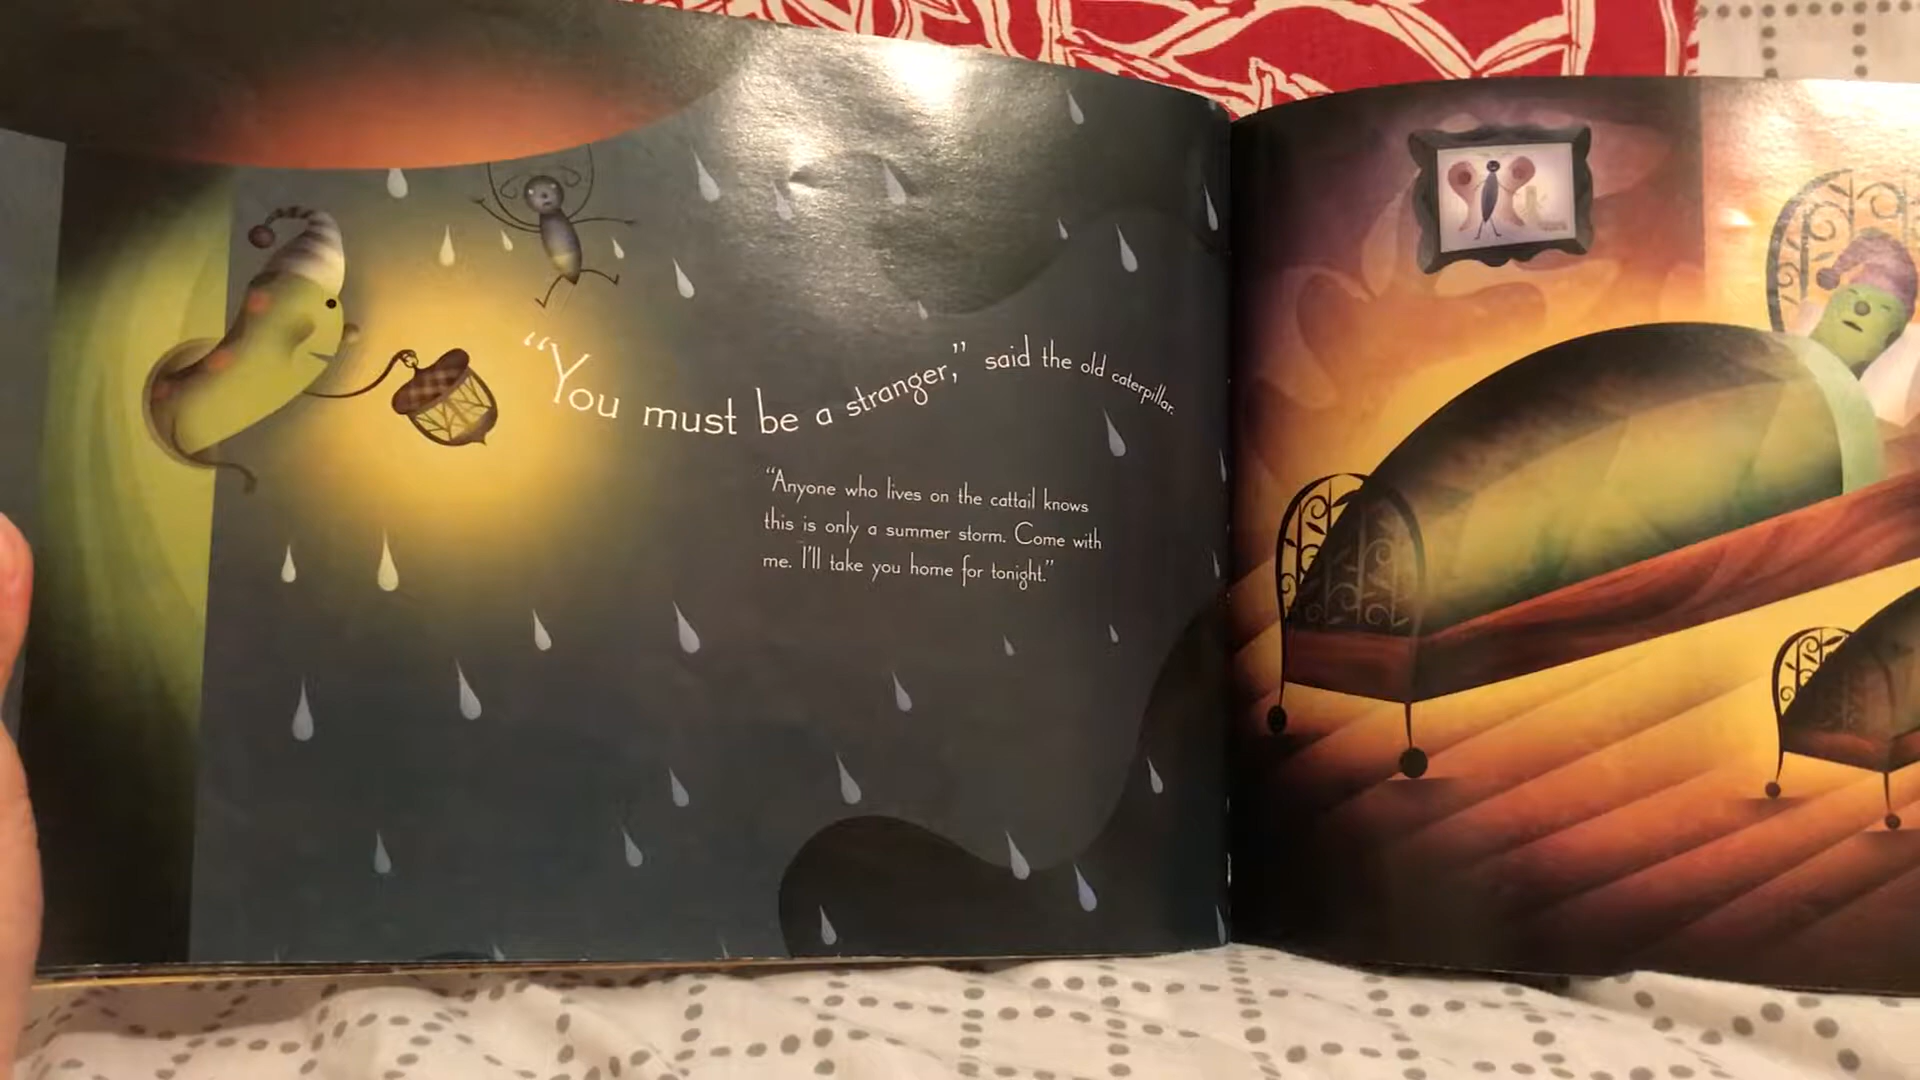 “You must be a stranger,” said the old caterpillar.
“Anyone who lives on the cattail knows
this is only a summer storm. Come with
me. I’ll take you home for tonight.”